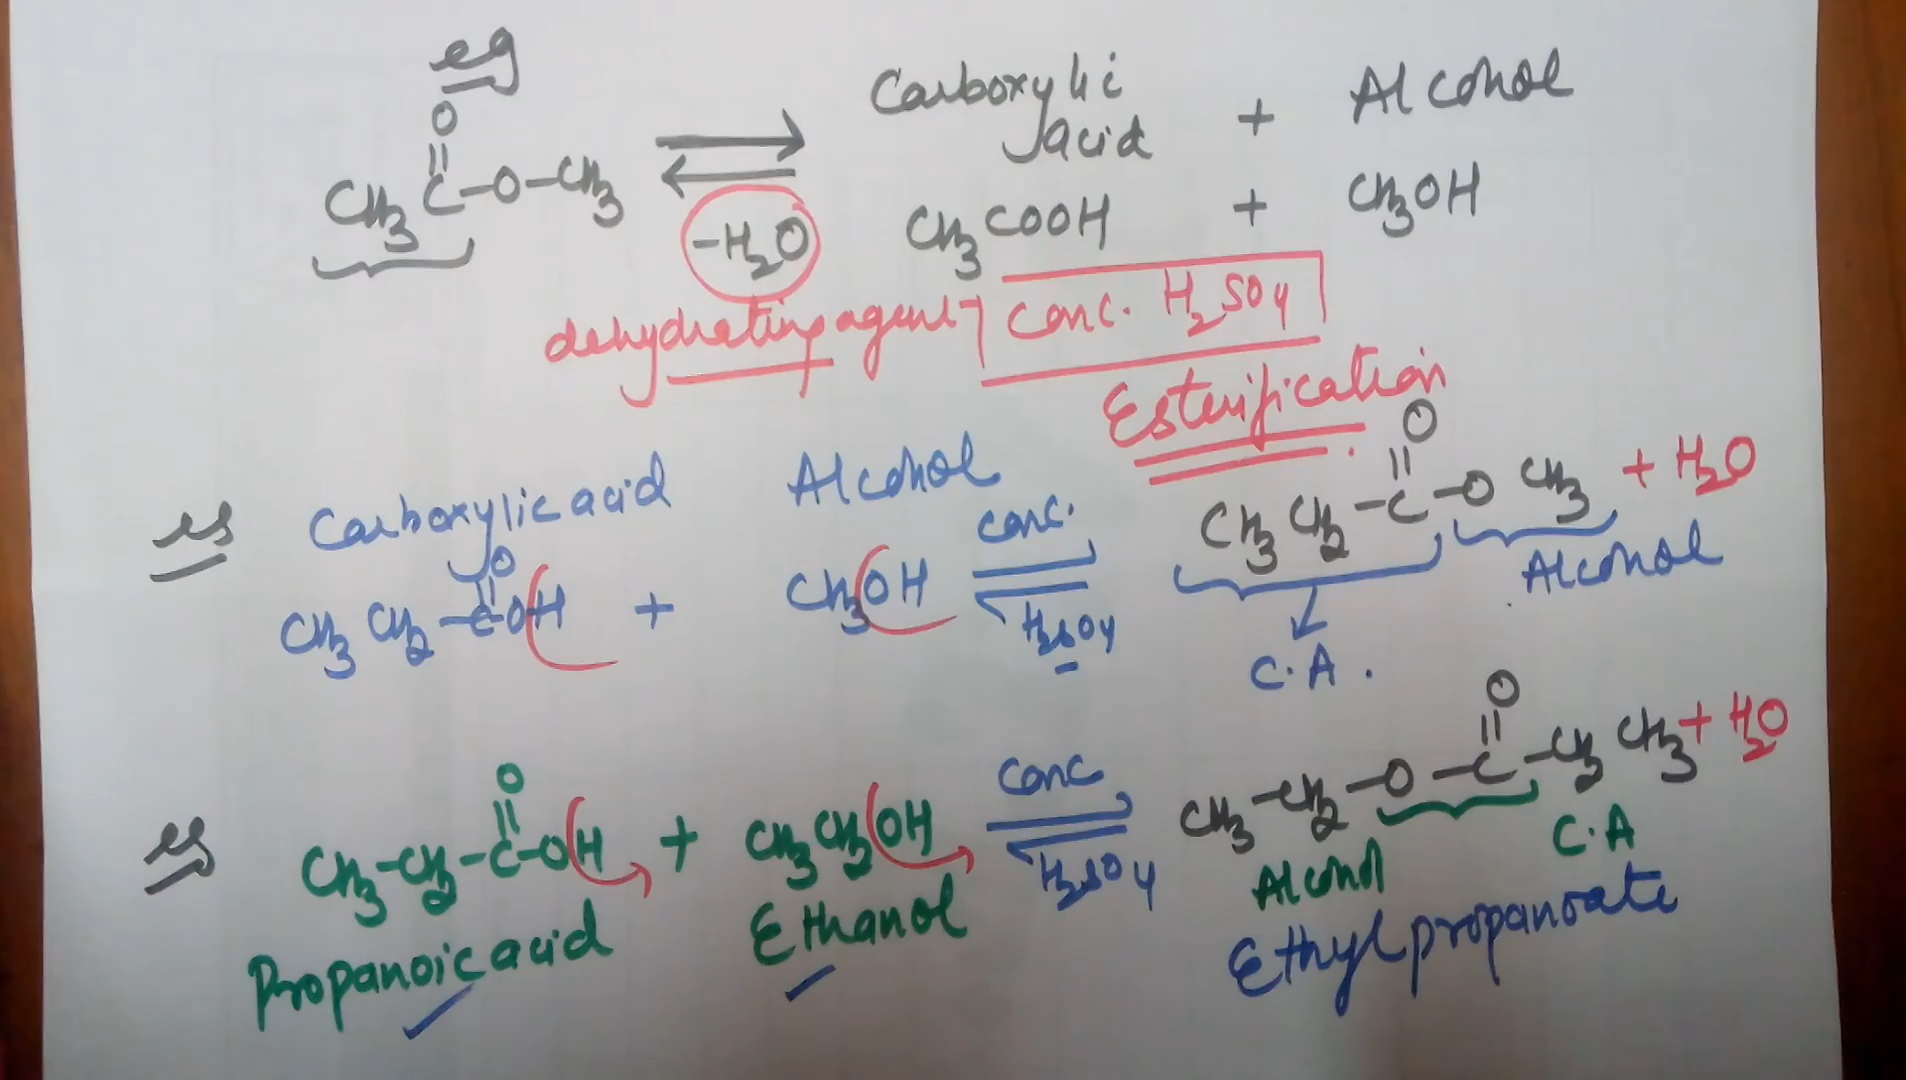 eg
Carboxylic acid + Alcohol
O
||
CH3 C-O-CH3 ⇌ CH3COOH + CH3OH
-H2O
dehydrating agent conc. H2SO4
Esterification
eg Carboxylic acid Alcohol conc.
O
||
CH3 CH2-C-OH + CH3OH ⇌ H2SO4
O
||
CH3 CH2-C-O CH3 + H2O
C.A. Alcohol
eg
O
||
CH3-CH2-C-OH + CH3CH2OH ⇌ conc H2SO4
O
||
CH3-CH2-O-C-CH2 CH3 + H2O
Alcohol C.A
Propanoic acid Ethanol Ethyl propanoate